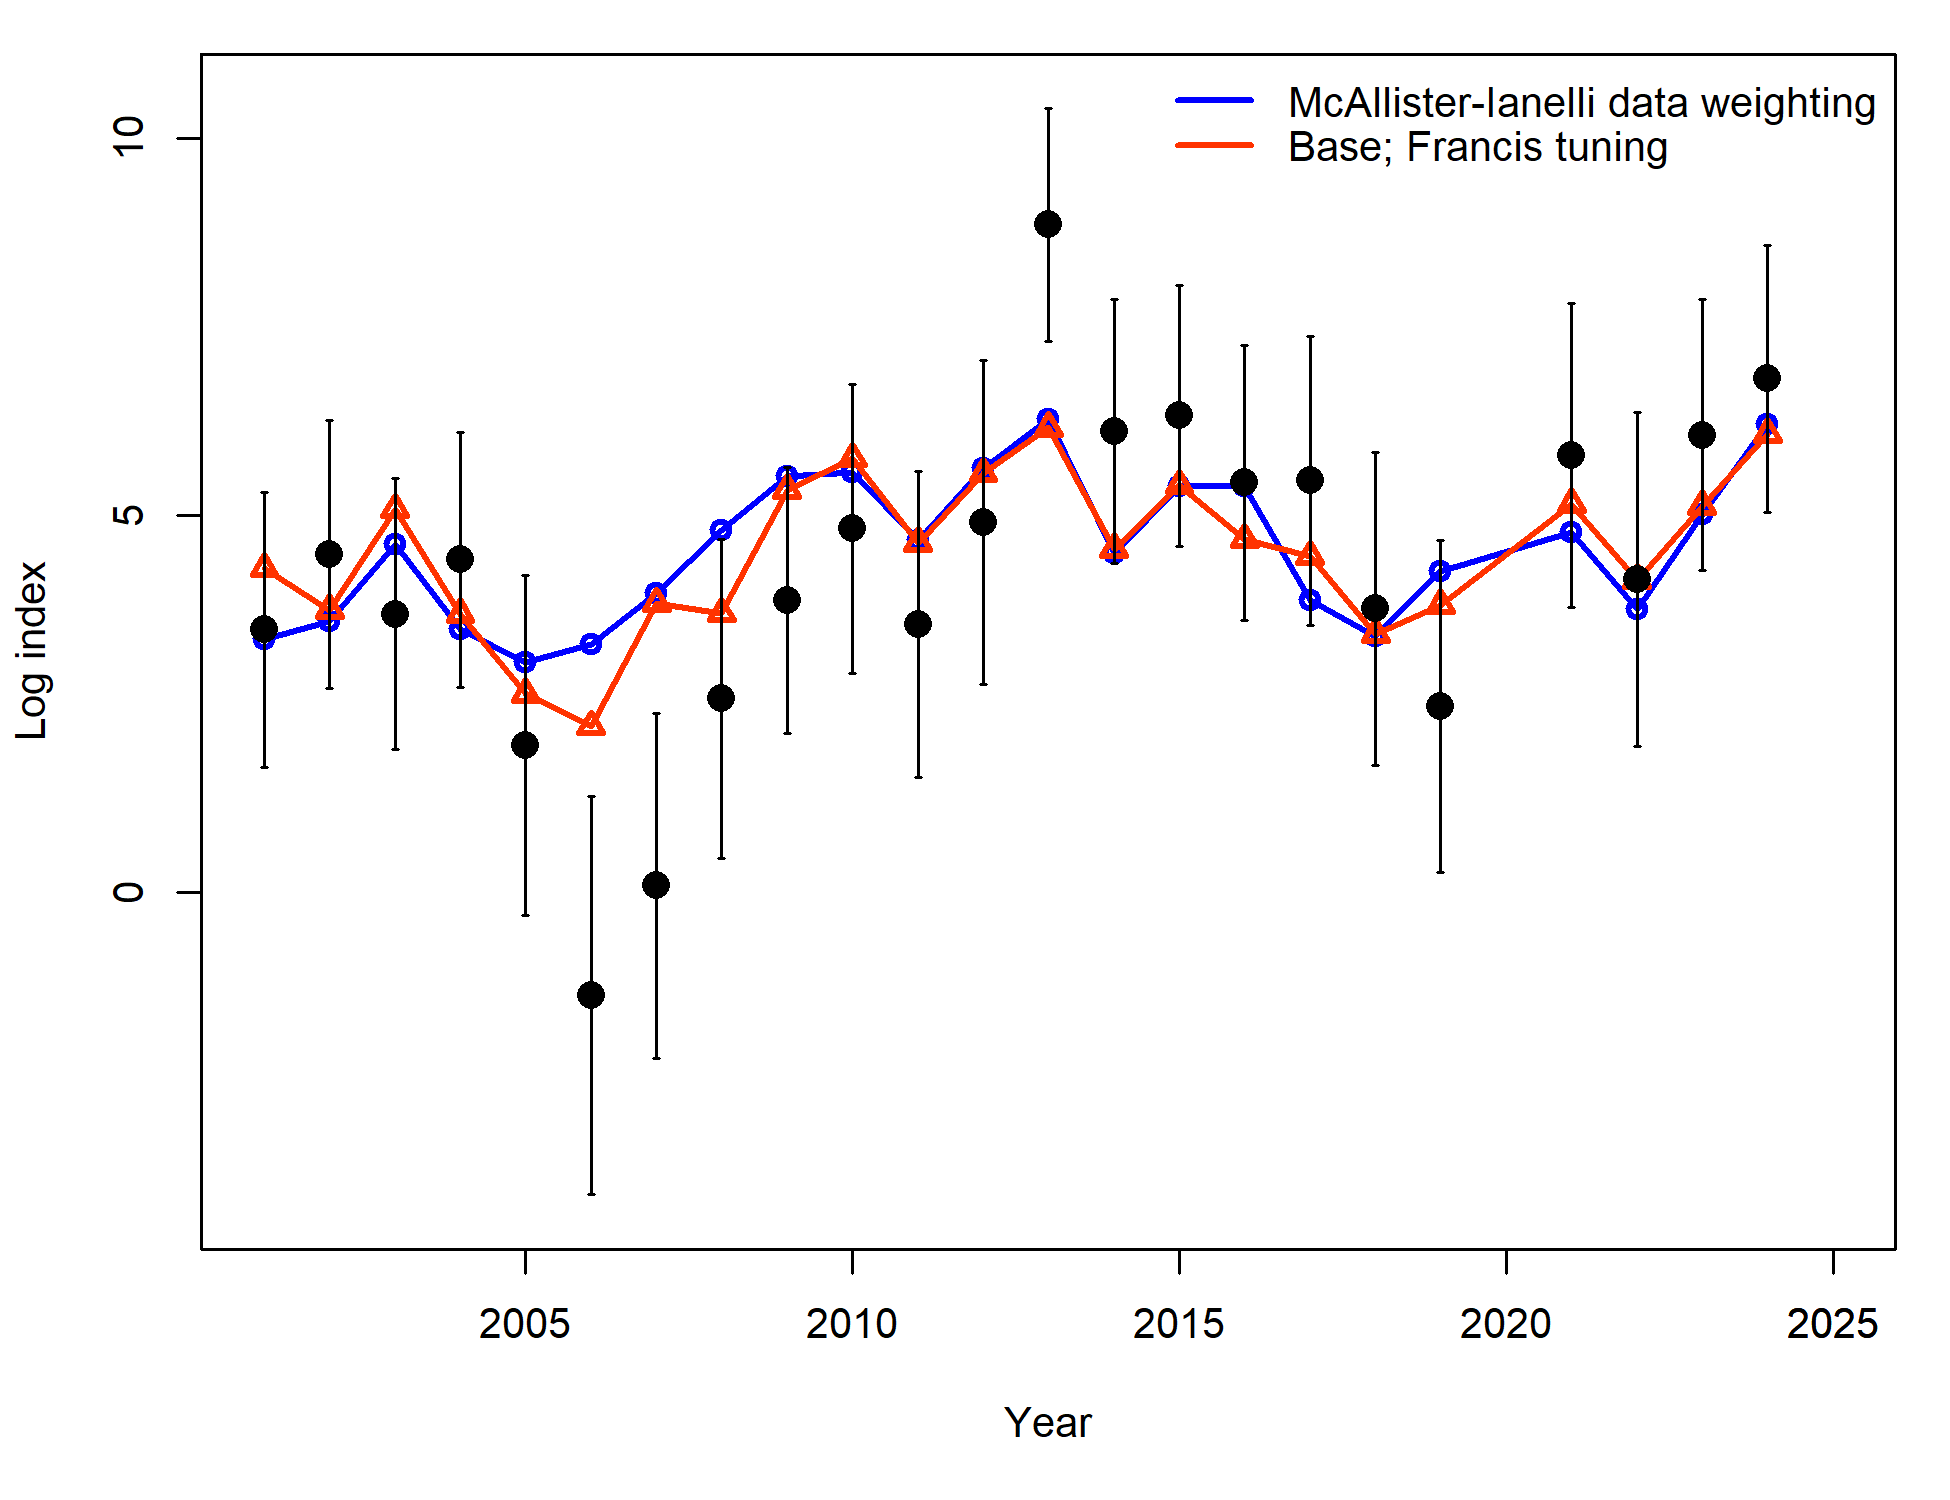 McAllister-Ianelli data weighting
Base; Francis tuning
10
5
0
Log index
2005 2010 2015 2020 2025
Year